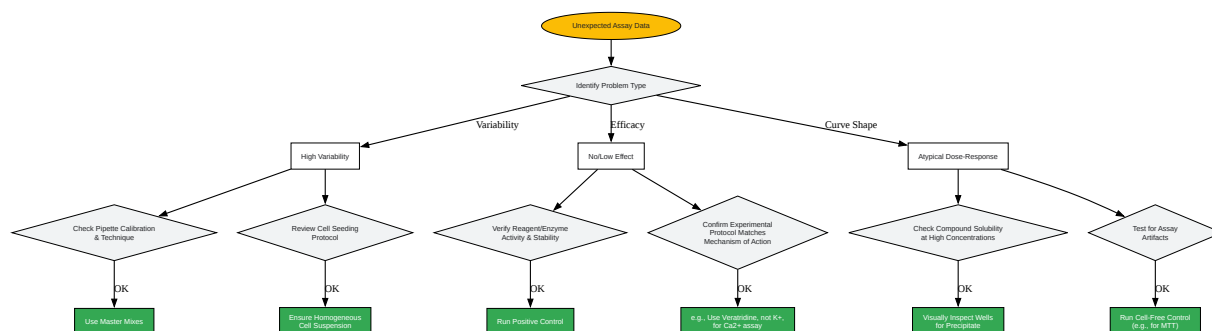 Unexpected Assay Data
Identify Problem Type
Variability
Efficacy
Curve Shape
High Variability
No/Low Effect
Atypical Dose-Response
Check Pipette Calibration
& Technique
Review Cell Seeding
Protocol
Verify Reagent/Enzyme
Activity & Stability
Confirm Experimental
Protocol Matches
Mechanism of Action
Check Compound Solubility
at High Concentrations
Test for Assay
Artifacts
OK
OK
OK
OK
OK
OK
Use Master Mixes
Ensure Homogeneous
Cell Suspension
Run Positive Control
e.g., Use Veratridine, not K+,
for Ca2+ assay
Visually Inspect Wells
for Precipitate
Run Cell-Free Control
(e.g., for MTT)